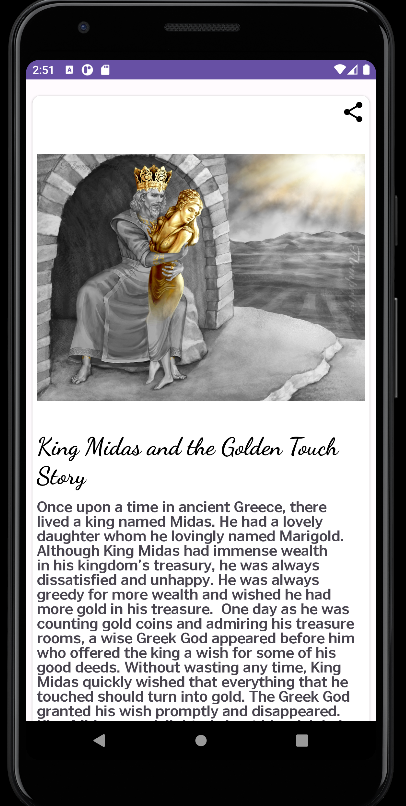 2:51
King Midas and the Golden Touch
Story
Once upon a time in ancient Greece, there
lived a king named Midas. He had a lovely
daughter whom he lovingly named Marigold.
Although King Midas had immense wealth
in his kingdom's treasury, he was always
dissatisfied and unhappy. He was always
greedy for more wealth and wished he had
more gold in his treasure.  One day as he was
counting gold coins and admiring his treasure
rooms, a wise Greek God appeared before him
who offered the king a wish for some of his
good deeds. Without wasting any time, King
Midas quickly wished that everything that he
touched should turn into gold. The Greek God
granted his wish promptly and disappeared.